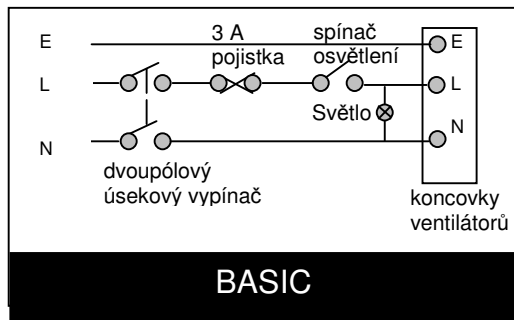 E
3 A
pojistka
spínač
osvětlení
E
L
L
Světlo
N
N
dvoupólový
úsekový vypínač
koncovky
ventilátorů
BASIC